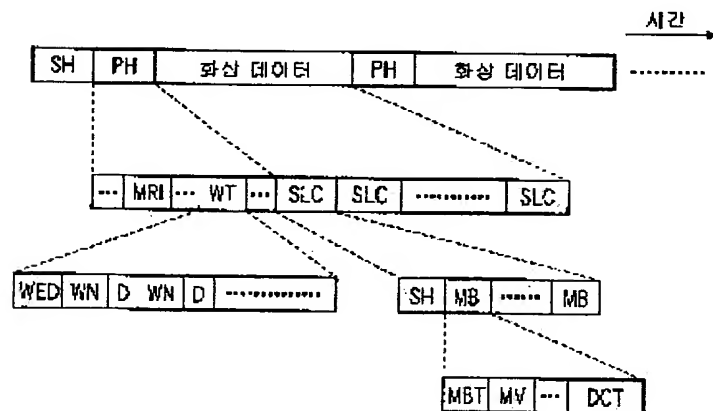 시간
SH PH 화상 데이터 PH 화상 데이터 ........
... MRI ... WT ... SLC SLC ........... SLC
WED WN D WN D ..............
SH MB ....... MB
MBT MV ... DCT